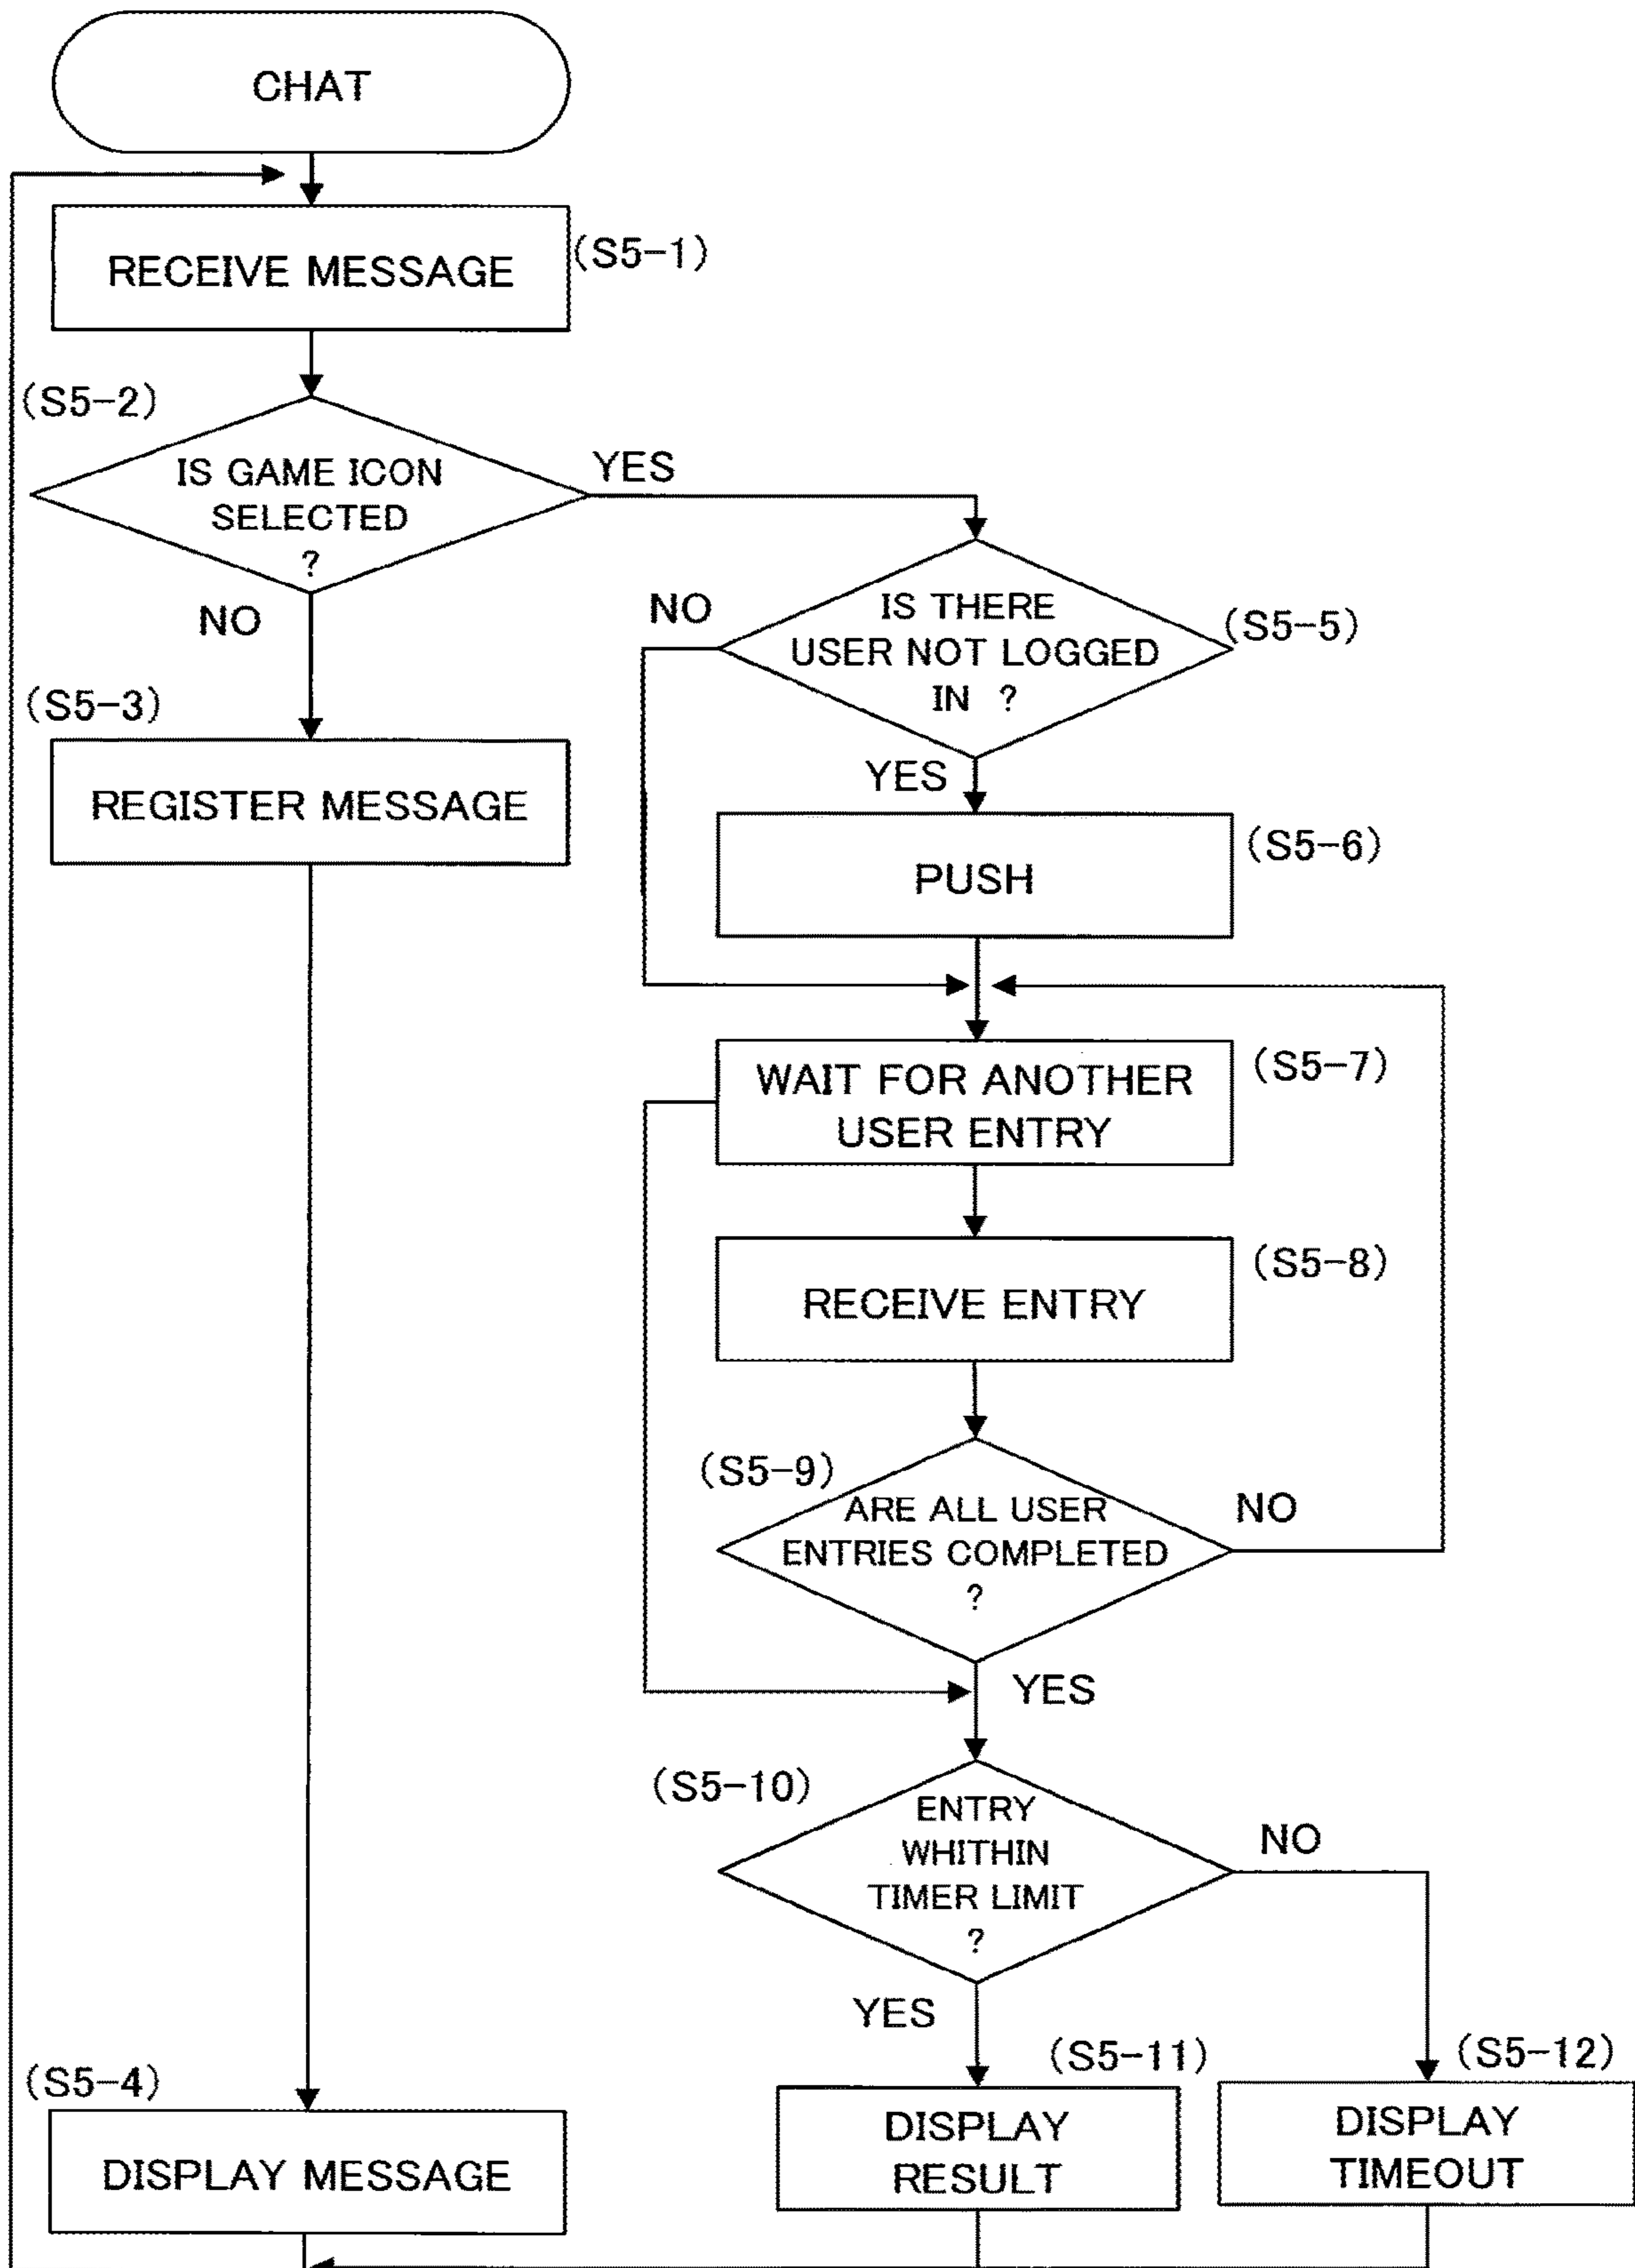 CHAT
RECEIVE MESSAGE
(S5-1)
(S5-2)
IS GAME ICON
SELECTED
?
YES
NO
(S5-3)
REGISTER MESSAGE
IS THERE
USER NOT LOGGED
IN ?
NO
(S5-5)
YES
PUSH
(S5-6)
WAIT FOR ANOTHER
USER ENTRY
(S5-7)
RECEIVE ENTRY
(S5-8)
(S5-9)
ARE ALL USER
ENTRIES COMPLETED
?
NO
YES
(S5-10)
ENTRY
WHITHIN
TIMER LIMIT
?
NO
YES
(S5-4)
DISPLAY MESSAGE
(S5-11)
DISPLAY
RESULT
(S5-12)
DISPLAY
TIMEOUT